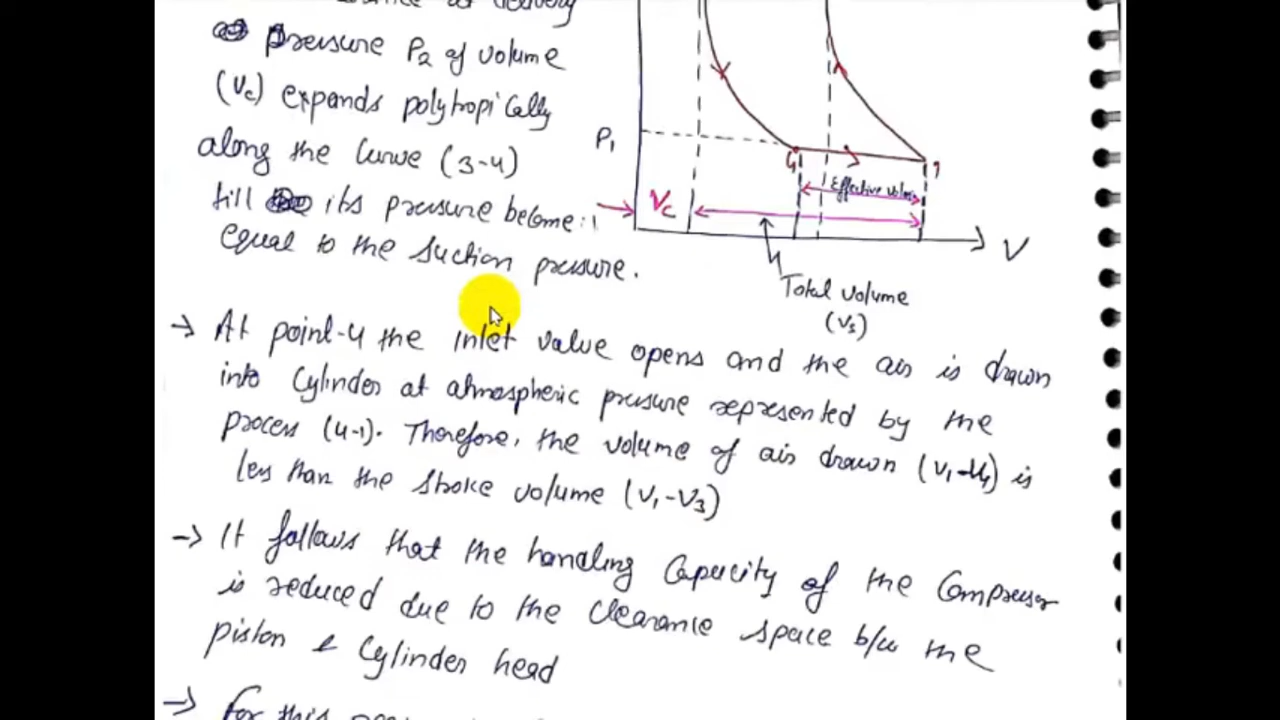 pressure P2 of volume
(Vc) expands polytropically
along the curve (3-4)
till its pressure become
equal to the suction pressure.
P1
4
1
Effective volume
Vc
V
Total volume
(Vs)
→ At point-4 the inlet valve opens and the air is drawn
into Cylinder at atmospheric pressure represented by the
process (4-1). Therefore, the volume of air drawn (V1-V4) is
less than the stroke volume (V1-V3)
→ It follows that the handling Capacity of the Compressor
is reduced due to the Clearance space b/w the
piston & Cylinder head
→ for this